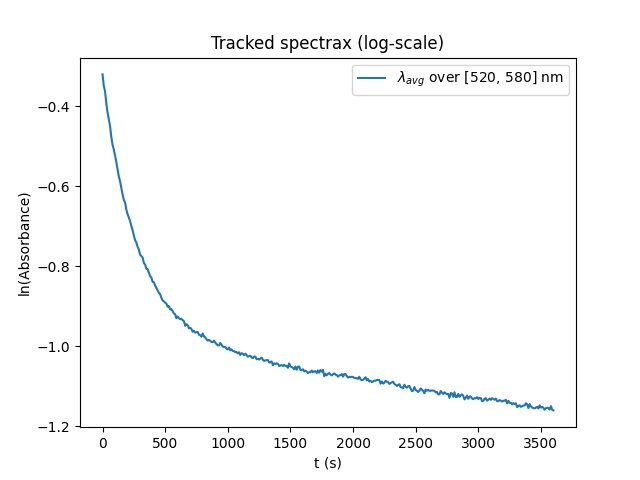 Tracked spectrax (log-scale)
λavg over [520, 580] nm
ln(Absorbance)
−0.4
−0.6
−0.8
−1.0
−1.2
0 500 1000 1500 2000 2500 3000 3500
t (s)